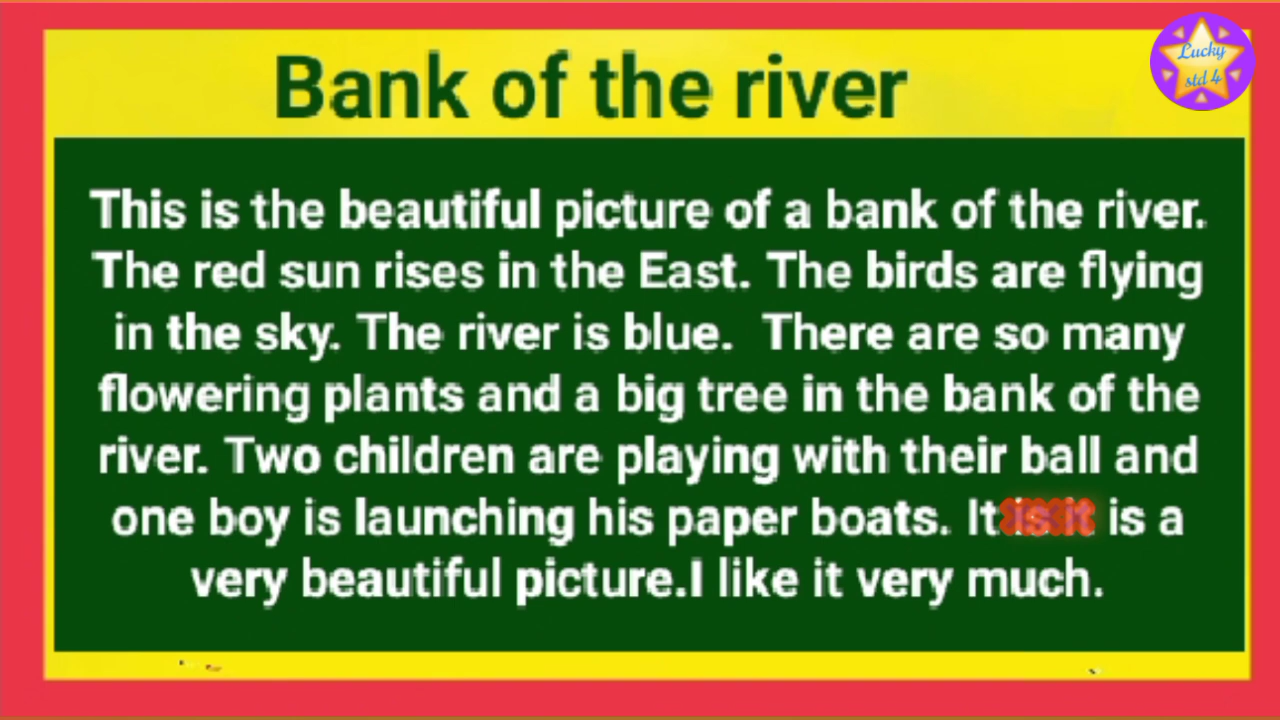 Bank of the river
Lucky
std 4
This is the beautiful picture of a bank of the river.
The red sun rises in the East. The birds are flying
in the sky. The river is blue. There are so many
flowering plants and a big tree in the bank of the
river. Two children are playing with their ball and
one boy is launching his paper boats. It is it is a
very beautiful picture.I like it very much.